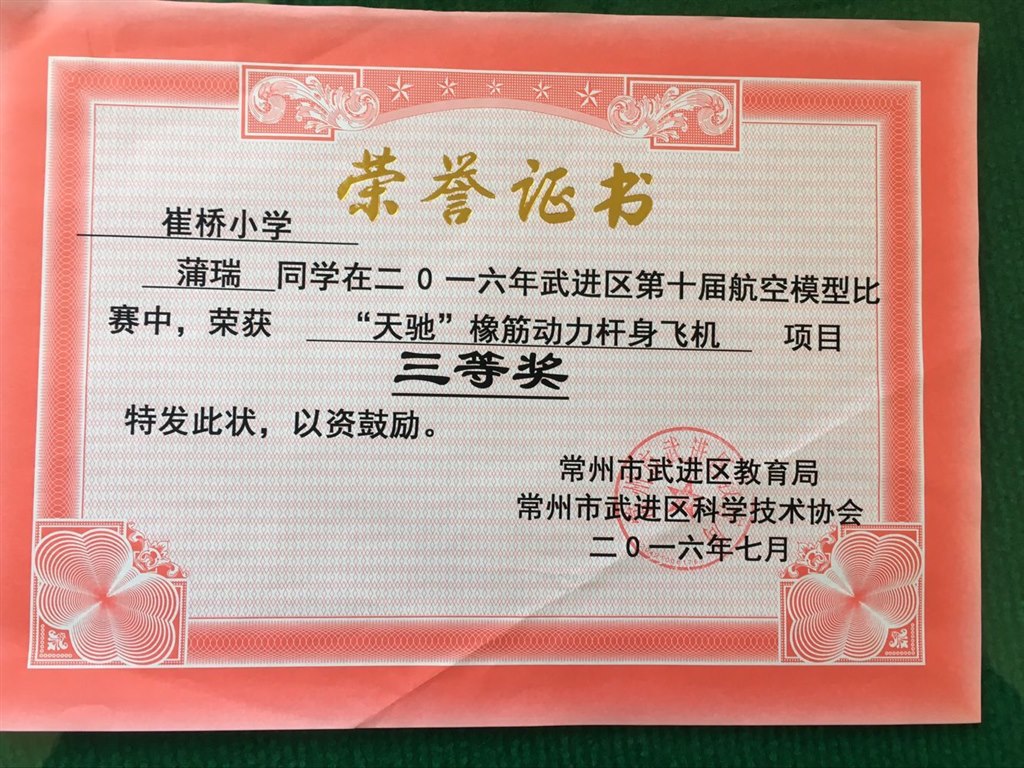 荣誉证书
崔桥小学
蒲瑞 同学在二0一六年武进区第十届航空模型比
赛中，荣获 “天驰”橡筋动力杆身飞机 项目
三等奖
特发此状，以资鼓励。
常州市武进区教育局
常州市武进区科学技术协会
二0一六年七月